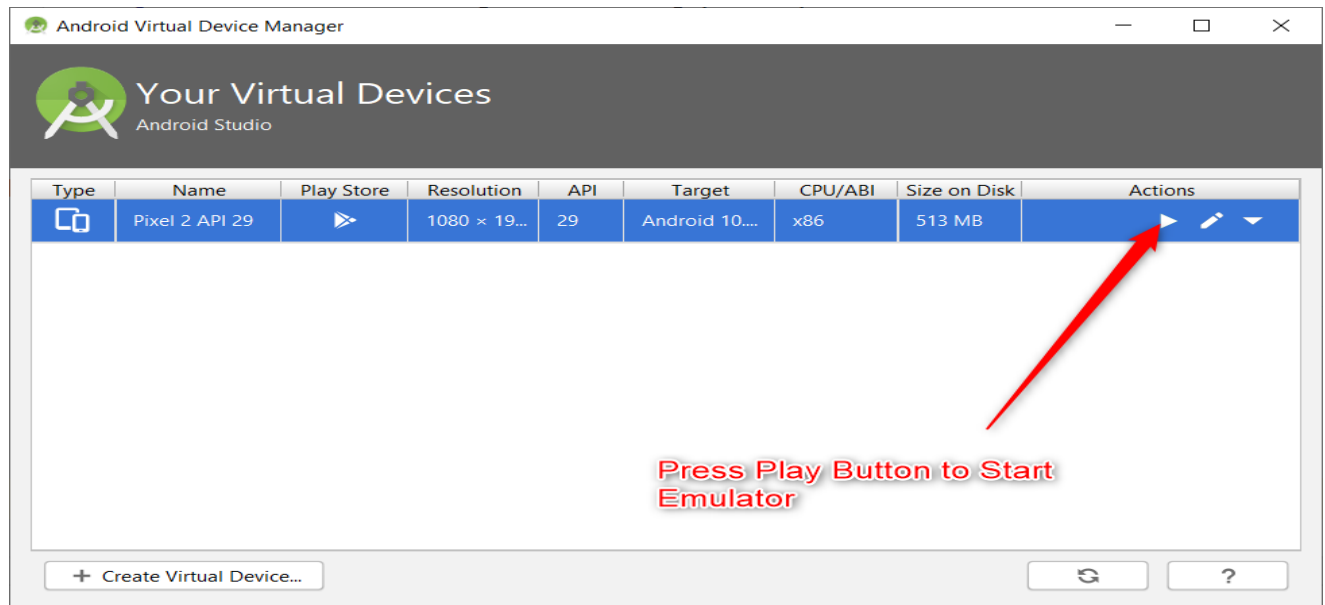 Android Virtual Device Manager
Your Virtual Devices
Android Studio
Type Name Play Store Resolution API Target CPU/ABI Size on Disk Actions
Pixel 2 API 29 1080 × 19... 29 Android 10.... x86 513 MB
Press Play Button to Start
Emulator
+ Create Virtual Device... ?